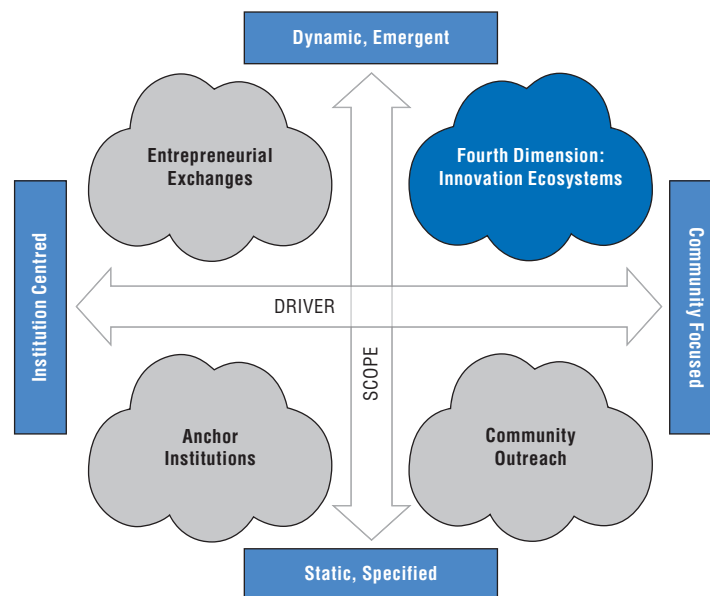 Dynamic, Emergent
Entrepreneurial
Exchanges
Fourth Dimension:
Innovation Ecosystems
Institution Centred
Community Focused
DRIVER
SCOPE
Anchor
Institutions
Community
Outreach
Static, Specified